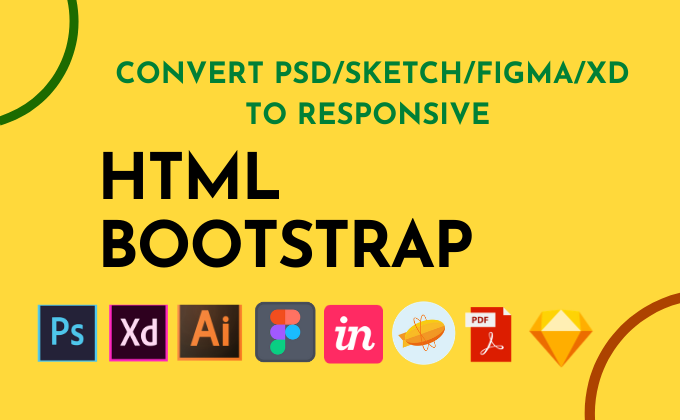 CONVERT PSD/SKETCH/FIGMA/XD
TO RESPONSIVE
HTML
BOOTSTRAP
Ps
Xd
Ai
in
PDF